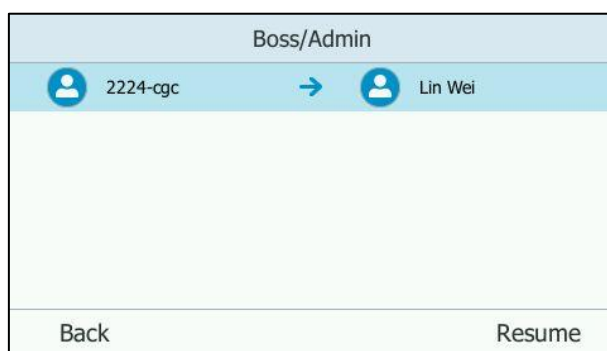 Boss/Admin
2224-cgc → Lin Wei
Back Resume